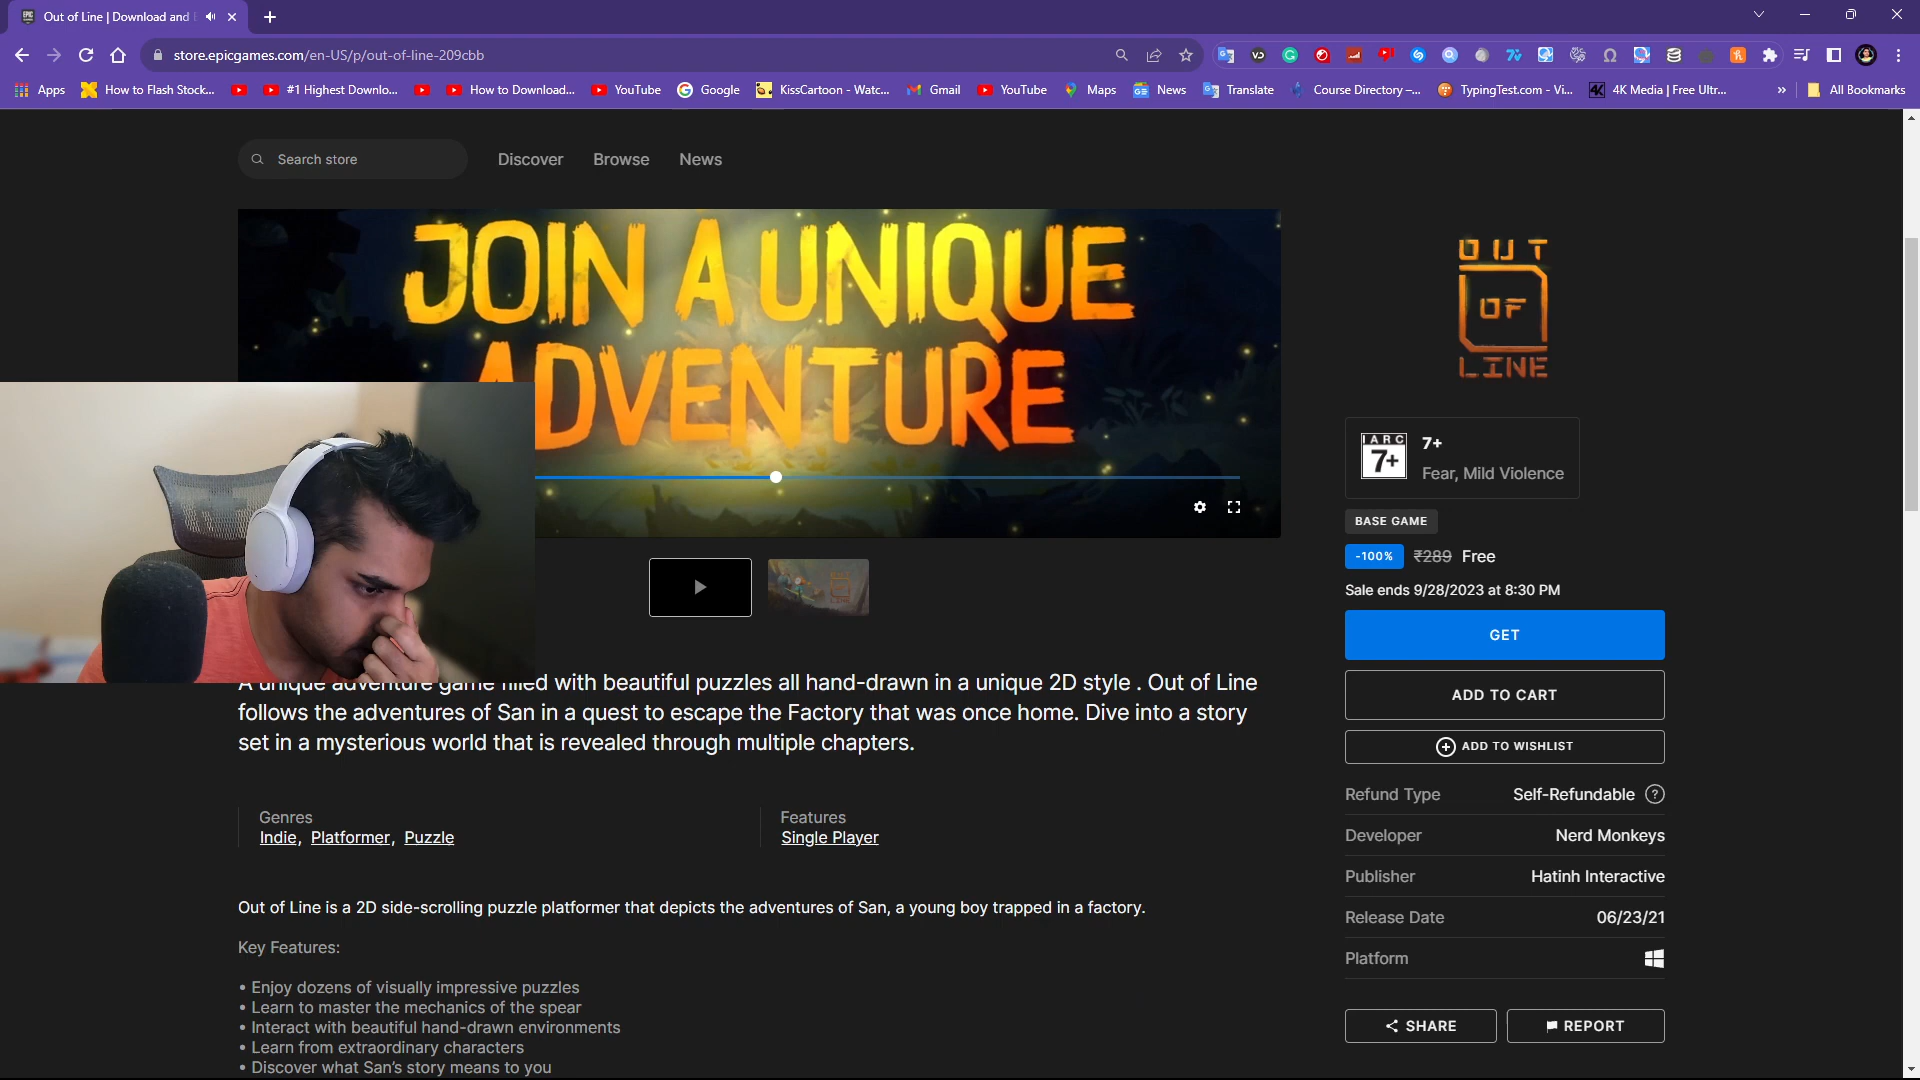 Out of Line | Download and
store.epicgames.com/en-US/p/out-of-line-209cbb
Apps
How to Flash Stock...
#1 Highest Downlo...
How to Download...
YouTube
Google
KissCartoon - Watc...
Gmail
YouTube
Maps
News
Translate
Course Directory –...
TypingTest.com - Vi...
4K Media | Free Ultr...
»
All Bookmarks
Search store
Discover
Browse
News
JOIN A UNIQUE
ADVENTURE
OUT
OF
LINE
IARC
7+
7+
Fear, Mild Violence
BASE GAME
-100% ₹289 Free
Sale ends 9/28/2023 at 8:30 PM
GET
ADD TO CART
ADD TO WISHLIST
Refund Type Self-Refundable
Developer Nerd Monkeys
Publisher Hatinh Interactive
Release Date 06/23/21
Platform
SHARE
REPORT
A unique adventure game filled with beautiful puzzles all hand-drawn in a unique 2D style . Out of Line
follows the adventures of San in a quest to escape the Factory that was once home. Dive into a story
set in a mysterious world that is revealed through multiple chapters.
Genres
Indie, Platformer, Puzzle
Features
Single Player
Out of Line is a 2D side-scrolling puzzle platformer that depicts the adventures of San, a young boy trapped in a factory.
Key Features:
• Enjoy dozens of visually impressive puzzles
• Learn to master the mechanics of the spear
• Interact with beautiful hand-drawn environments
• Learn from extraordinary characters
• Discover what San's story means to you